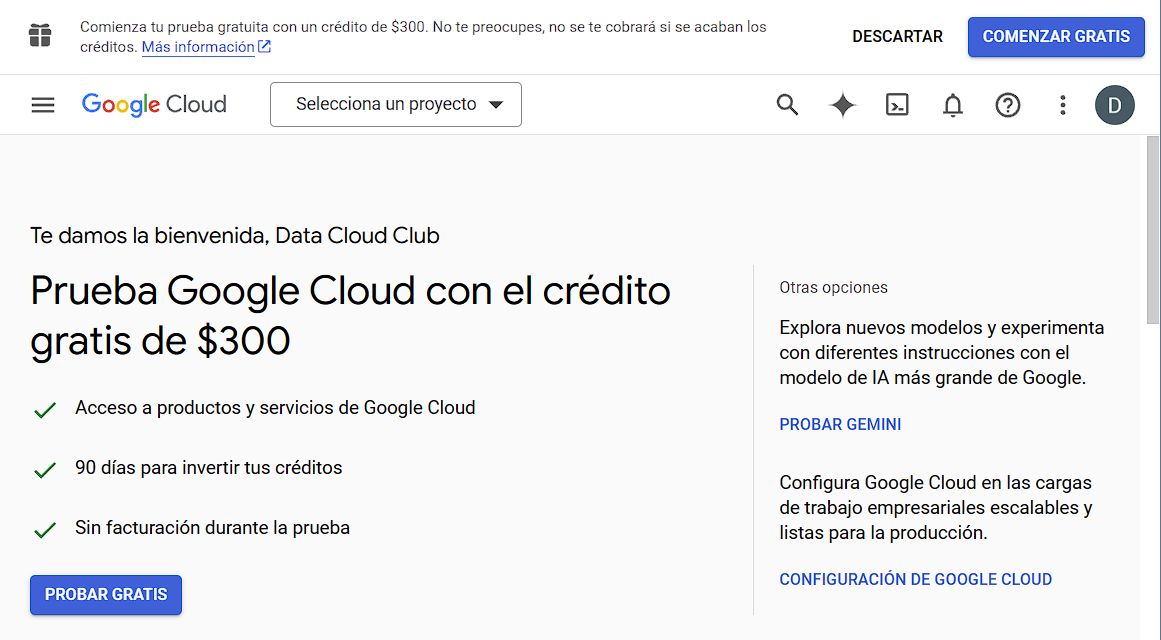 Comienza tu prueba gratuita con un crédito de $300. No te preocupes, no se te cobrará si se acaban los
créditos. Más información
DESCARTAR
COMENZAR GRATIS
Google Cloud
Selecciona un proyecto
D
Te damos la bienvenida, Data Cloud Club
Prueba Google Cloud con el crédito
gratis de $300
Acceso a productos y servicios de Google Cloud
90 días para invertir tus créditos
Sin facturación durante la prueba
PROBAR GRATIS
Otras opciones
Explora nuevos modelos y experimenta
con diferentes instrucciones con el
modelo de IA más grande de Google.
PROBAR GEMINI
Configura Google Cloud en las cargas
de trabajo empresariales escalables y
listas para la producción.
CONFIGURACIÓN DE GOOGLE CLOUD